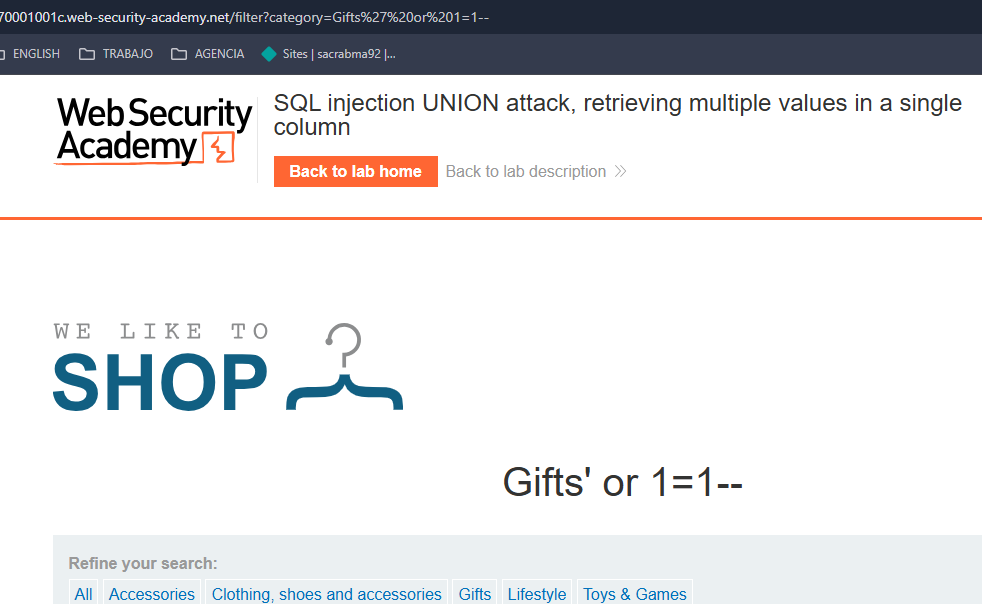 70001001c.web-security-academy.net/filter?category=Gifts%27%20or%201=1--
ENGLISH TRABAJO AGENCIA Sites | sacrabma92 |...
Web Security
Academy
SQL injection UNION attack, retrieving multiple values in a single
column
Back to lab home Back to lab description
WE LIKE TO
SHOP
Gifts' or 1=1--
Refine your search:
All Accessories Clothing, shoes and accessories Gifts Lifestyle Toys & Games